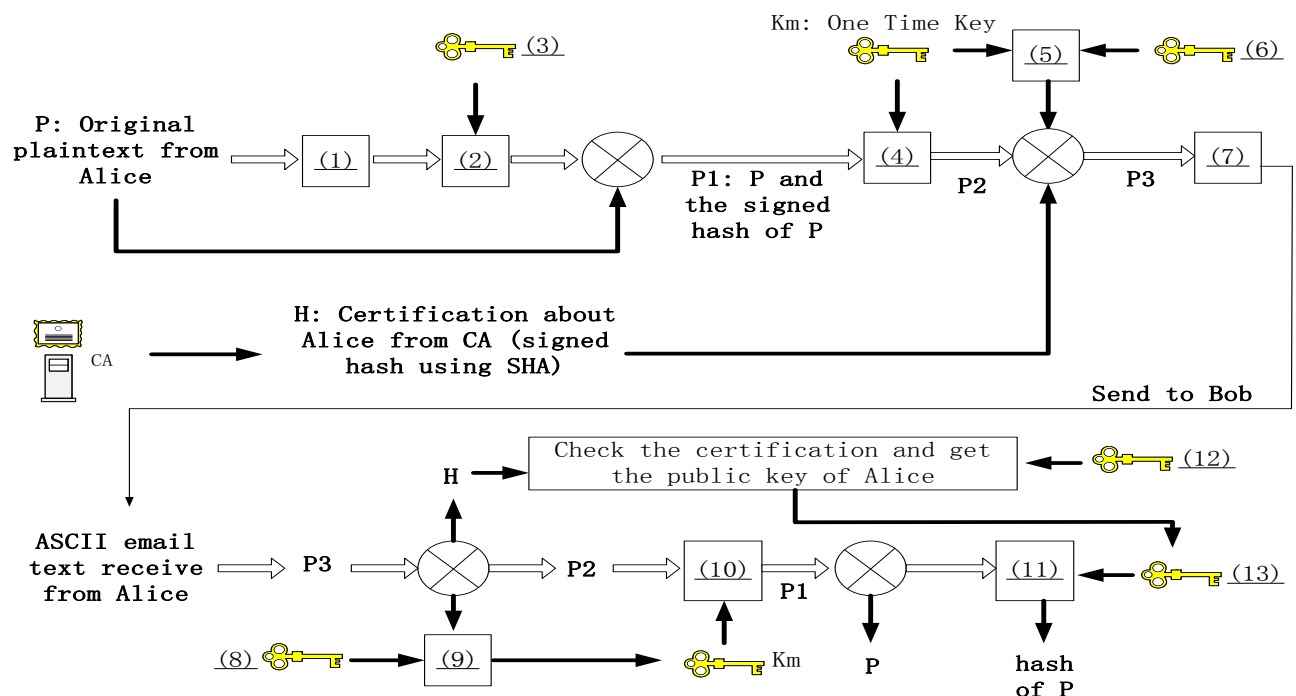 Km: One Time Key
(3)
(5)
(6)
P: Original
plaintext from
Alice
(1)
(2)
(4)
(7)
P2
P3
P1: P and
the signed
hash of P
H: Certification about
Alice from CA (signed
hash using SHA)
CA
Send to Bob
Check the certification and get
the public key of Alice
(12)
H
ASCII email
text receive
from Alice
P3
P2
(10)
P1
(11)
(13)
(8)
(9)
Km
P
hash
of P